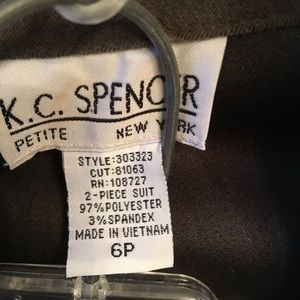 K.C. SPENCER
PETITE NEW YORK
STYLE:303323
CUT:81063
RN:108727
2-PIECE SUIT
97%POLYESTER
3%SPANDEX
MADE IN VIETNAM
6P